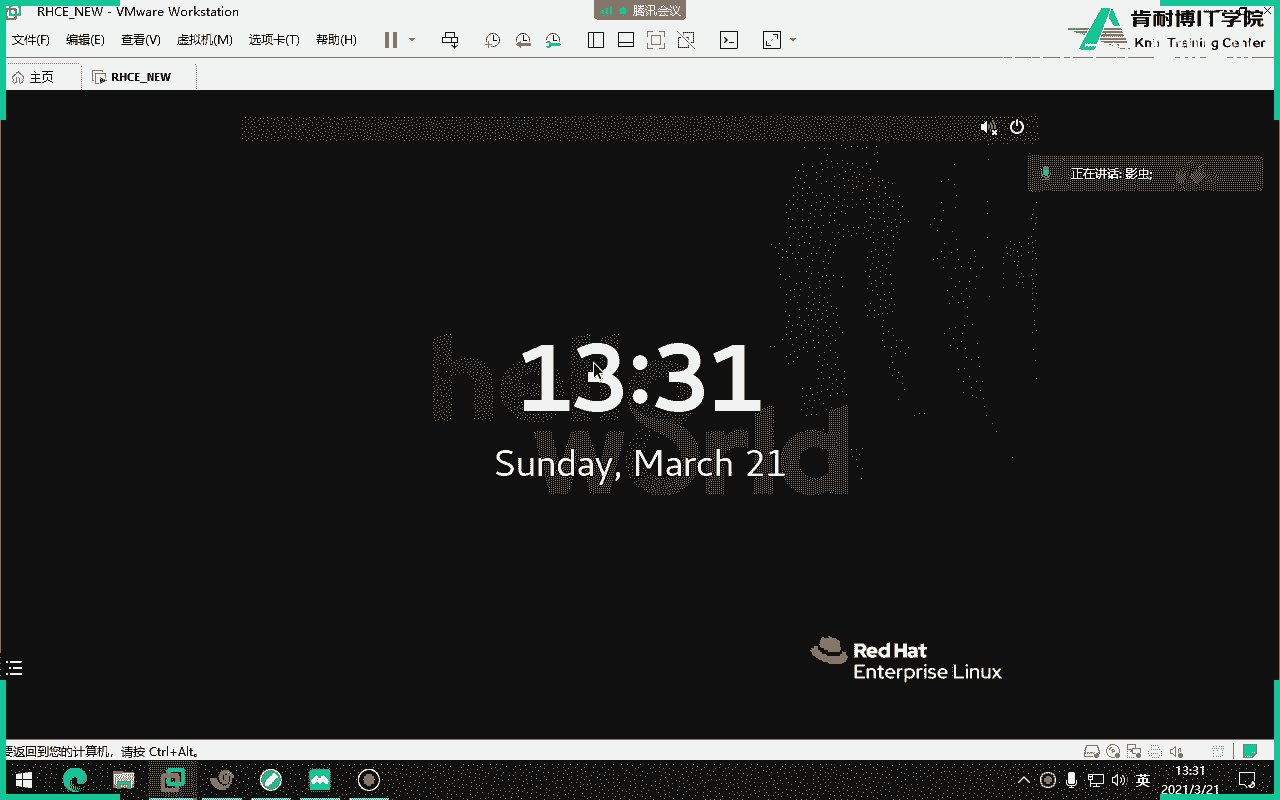 RHCE_NEW - VMware Workstation
腾讯会议
肯耐博IT学院
Training Center
文件(F) 编辑(E) 查看(V) 虚拟机(M) 选项卡(T) 帮助(H)
主页
RHCE_NEW
正在讲话: 影虫;
hello
13:31
world
Sunday, March 21
Red Hat
Enterprise Linux
要返回到您的计算机，请按 Ctrl+Alt。
英
13:31
2021/3/21